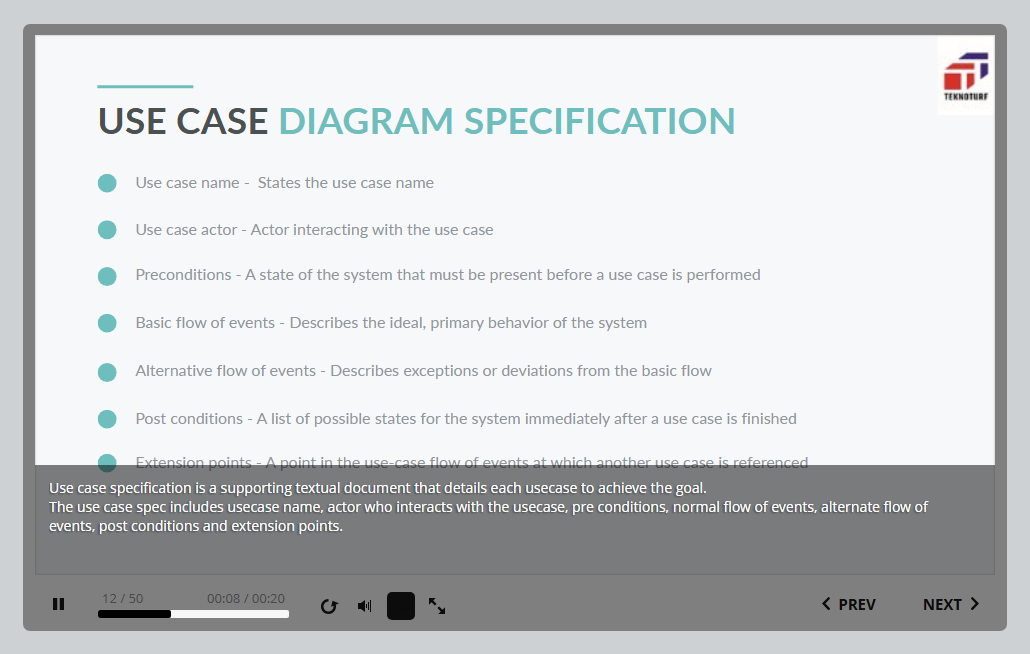 TEKNOTURF
USE CASE DIAGRAM SPECIFICATION
Use case name - States the use case name
Use case actor - Actor interacting with the use case
Preconditions - A state of the system that must be present before a use case is performed
Basic flow of events - Describes the ideal, primary behavior of the system
Alternative flow of events - Describes exceptions or deviations from the basic flow
Post conditions - A list of possible states for the system immediately after a use case is finished
Extension points - A point in the use-case flow of events at which another use case is referenced
Use case specification is a supporting textual document that details each usecase to achieve the goal.
The use case spec includes usecase name, actor who interacts with the usecase, pre conditions, normal flow of events, alternate flow of
events, post conditions and extension points.
12 / 50 00:08 / 00:20
PREV NEXT